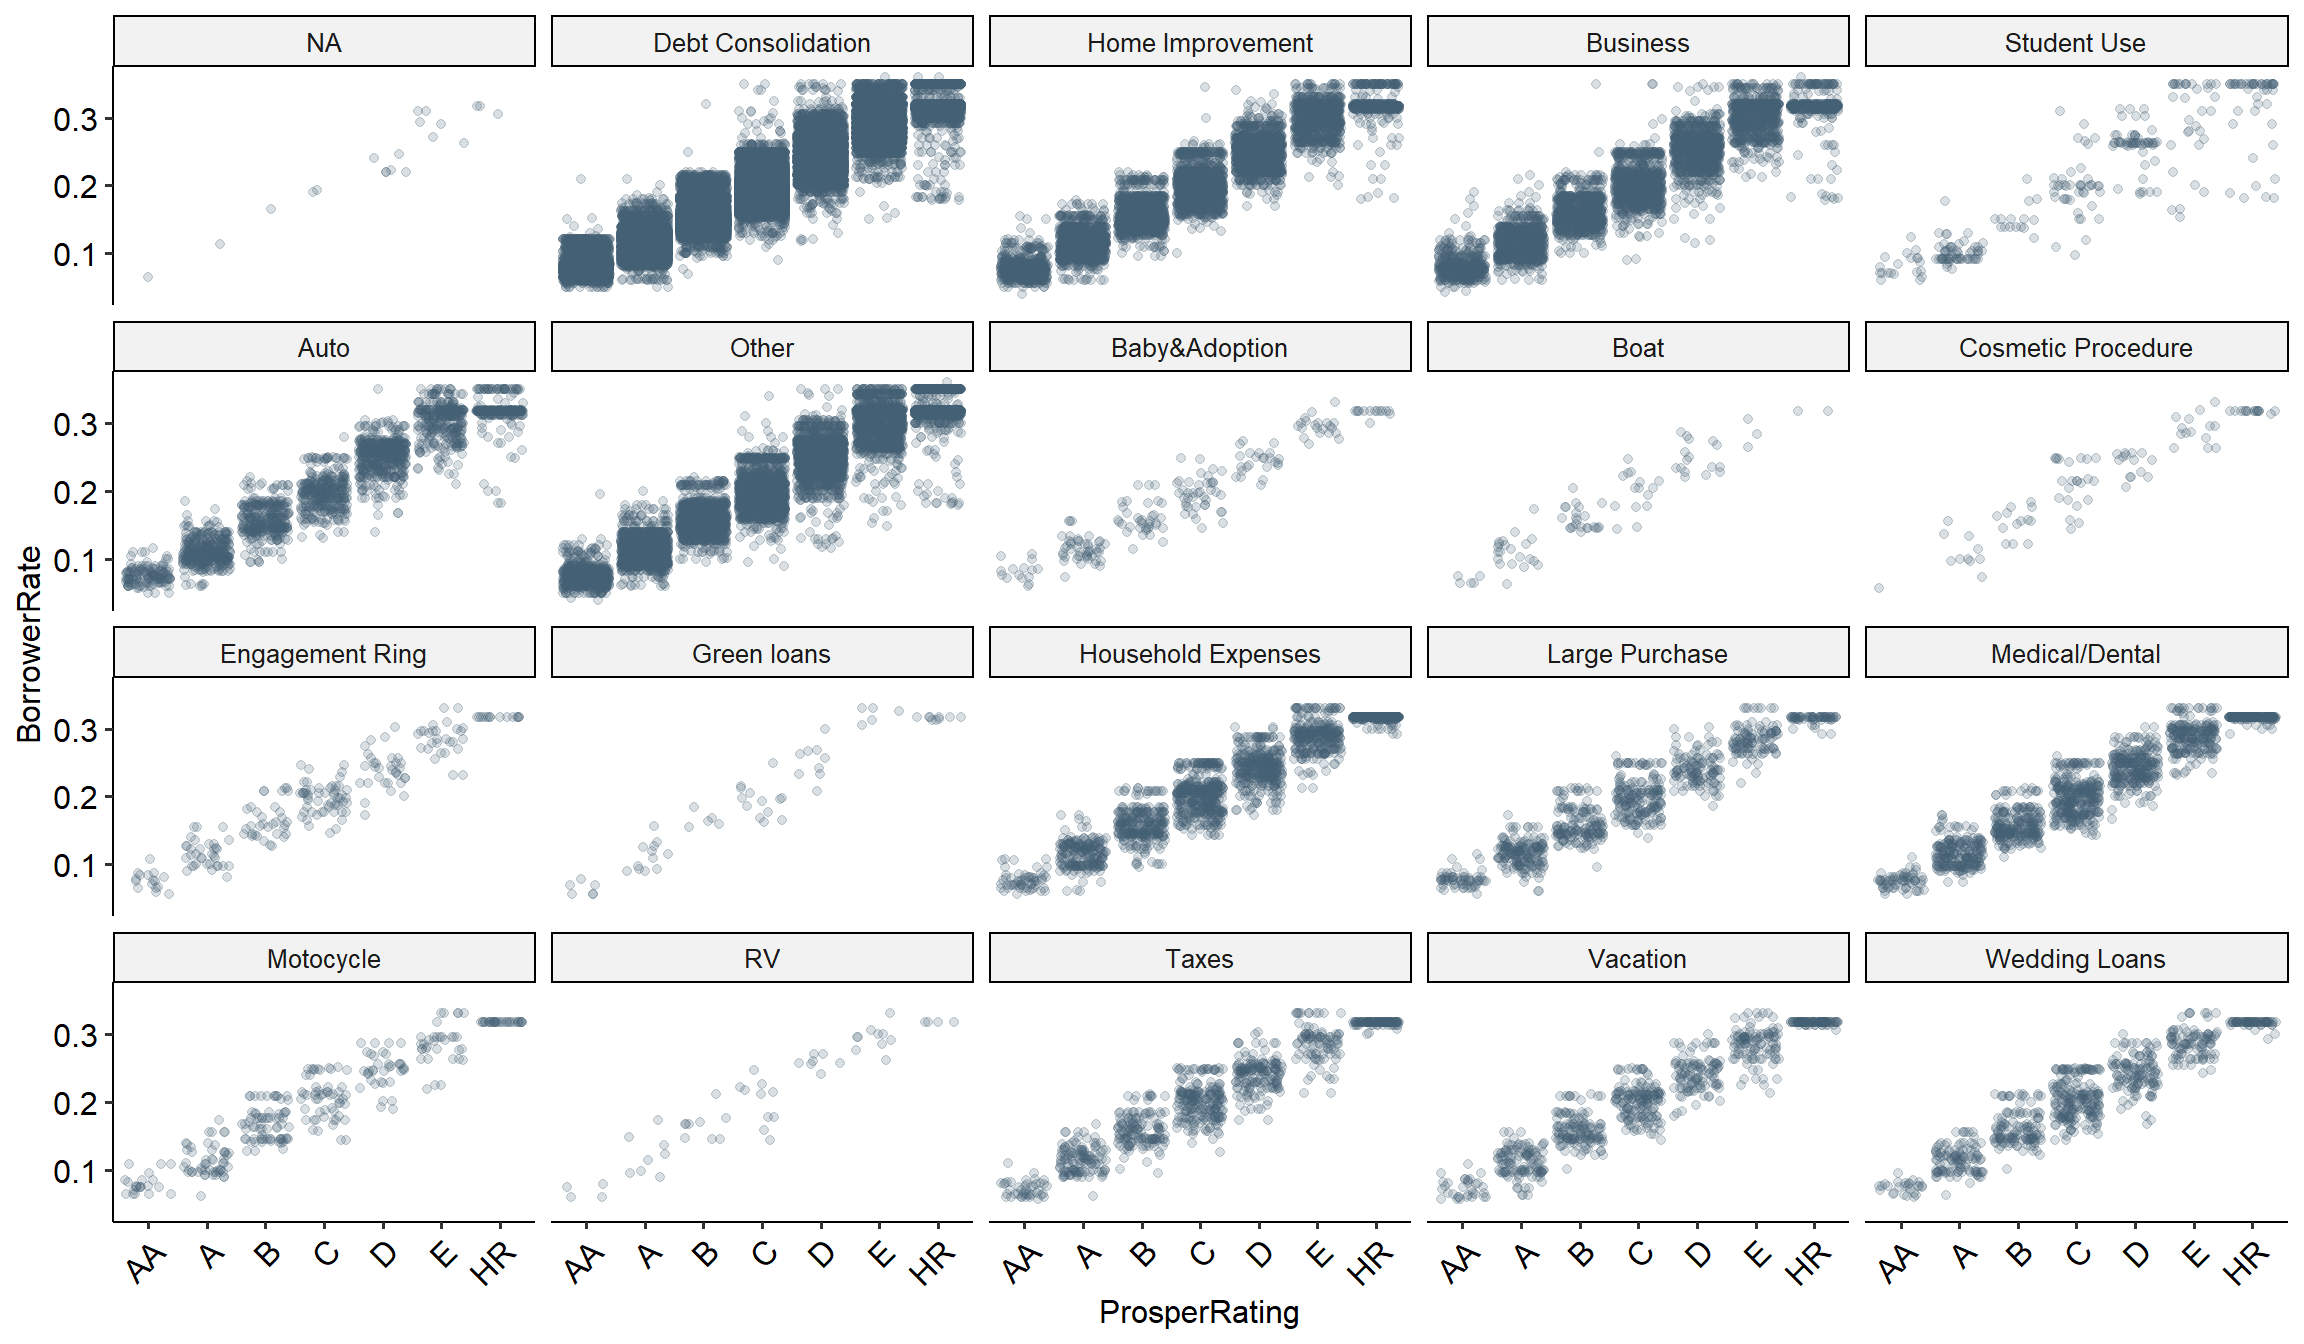 NA
Debt Consolidation
Home Improvement
Business
Student Use
0.3
0.2
0.1
Auto
Other
Baby&Adoption
Boat
Cosmetic Procedure
0.3
0.2
0.1
BorrowerRate
Engagement Ring
Green loans
Household Expenses
Large Purchase
Medical/Dental
0.3
0.2
0.1
Motocycle
RV
Taxes
Vacation
Wedding Loans
0.3
0.2
0.1
AA A B C D E HR
AA A B C D E HR
AA A B C D E HR
AA A B C D E HR
AA A B C D E HR
ProsperRating